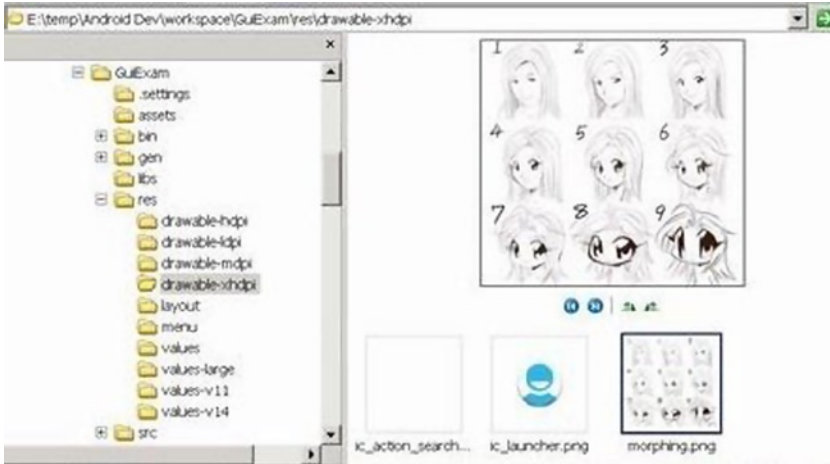 E:\temp\Android Dev\workspace\GuiExam\res\drawable-xhdpi
GuiExam
.settings
assets
bin
gen
libs
res
drawable-hdpi
drawable-ldpi
drawable-mdpi
drawable-xhdpi
layout
menu
values
values-large
values-v11
values-v14
src
1 2 3
4 5 6
7 8 9
ic_action_search...
ic_launcher.png
morphing.png